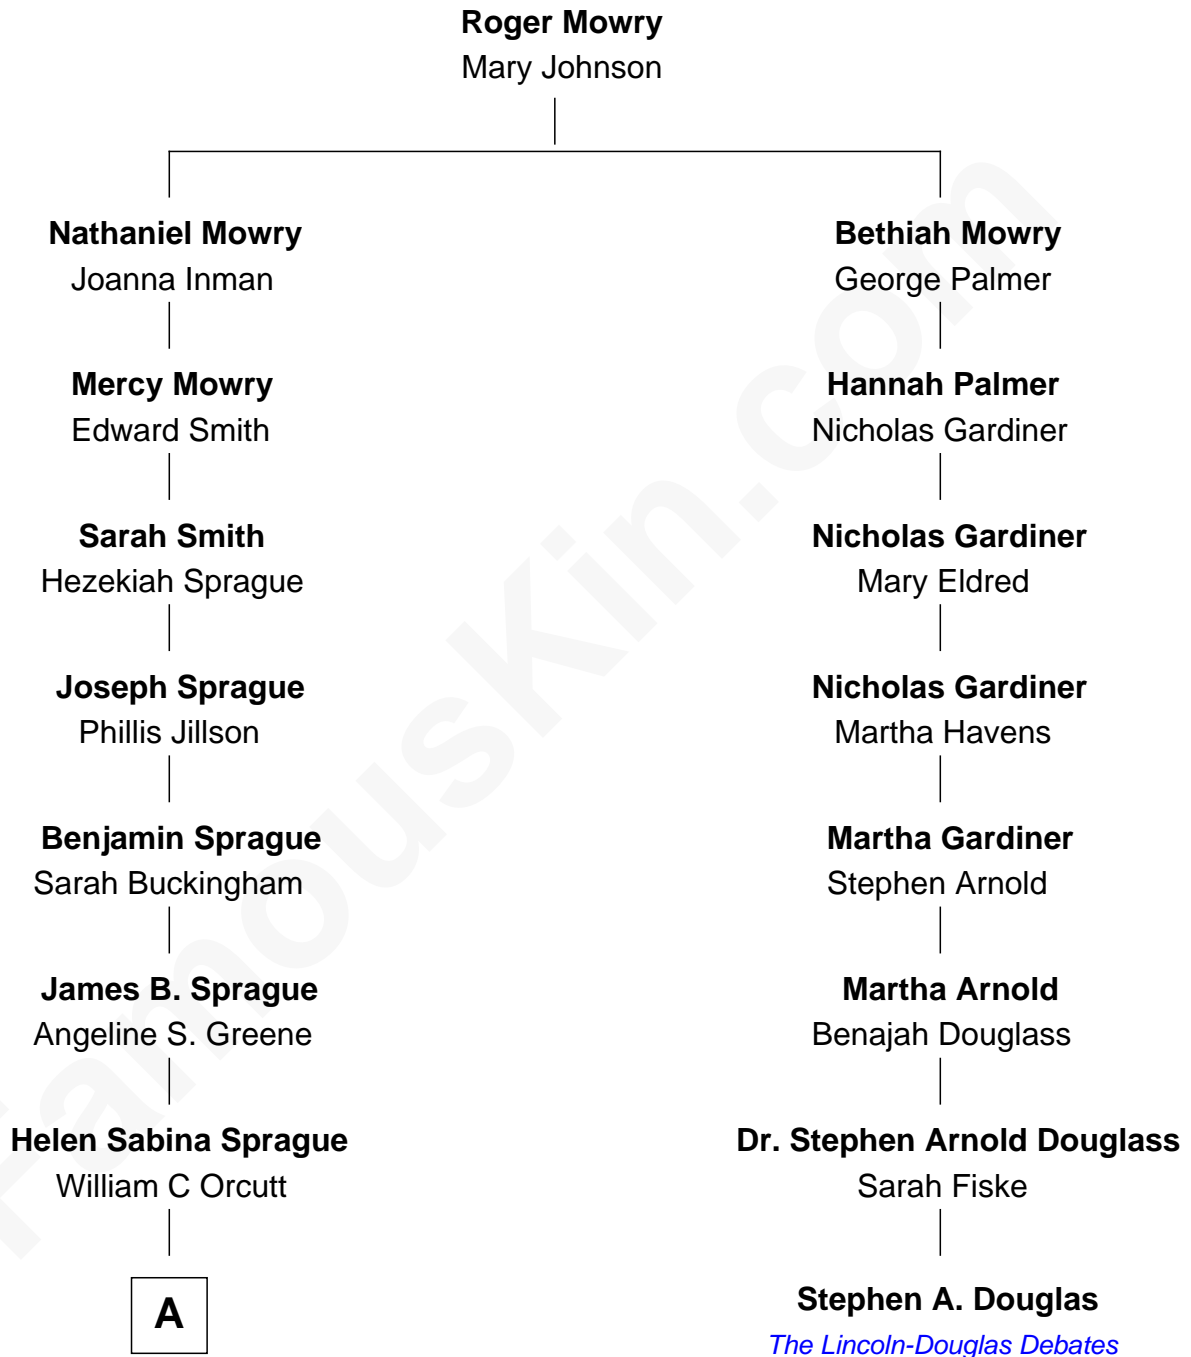 Roger Mowry
Mary Johnson
Nathaniel Mowry
Joanna Inman
Bethiah Mowry
George Palmer
Mercy Mowry
Edward Smith
Hannah Palmer
Nicholas Gardiner
Sarah Smith
Hezekiah Sprague
Nicholas Gardiner
Mary Eldred
Joseph Sprague
Phillis Jillson
Nicholas Gardiner
Martha Havens
Benjamin Sprague
Sarah Buckingham
Martha Gardiner
Stephen Arnold
James B. Sprague
Angeline S. Greene
Martha Arnold
Benajah Douglass
Helen Sabina Sprague
William C Orcutt
Dr. Stephen Arnold Douglass
Sarah Fiske
A
Stephen A. Douglas
The Lincoln-Douglas Debates
FamousKin.com